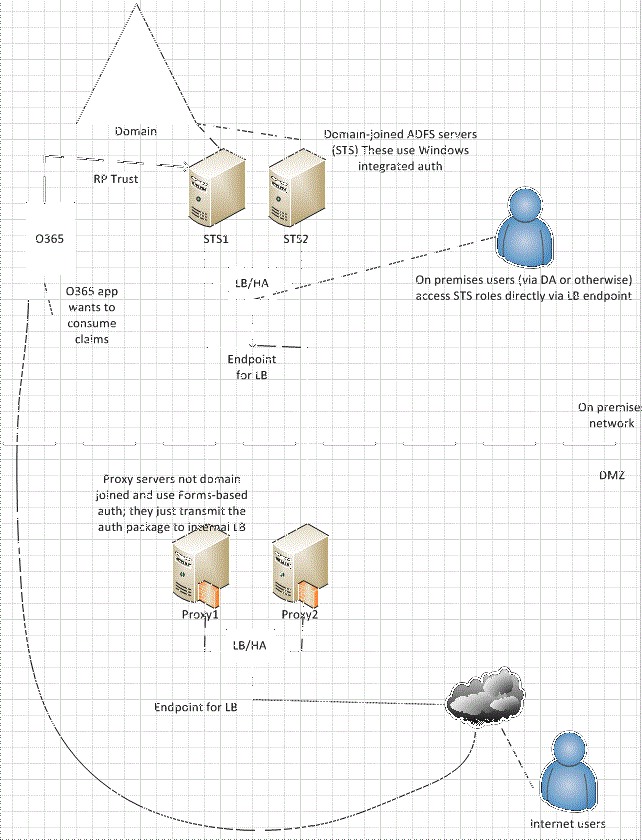 Domain
Domain-joined ADFS servers
(STS) These use Windows
integrated auth
RP Trust
O365
STS1
STS2
LB/HA
On premises users (via DA or otherwise)
access STS roles directly via LB endpoint
O365 app
wants to
consume
claims
Endpoint
for LB
On premises
network
DMZ
Proxy servers not domain
joined and use Forms-based
auth; they just transmit the
auth package to internal LB
Proxy1
Proxy2
LB/HA
Endpoint for LB
Internet users